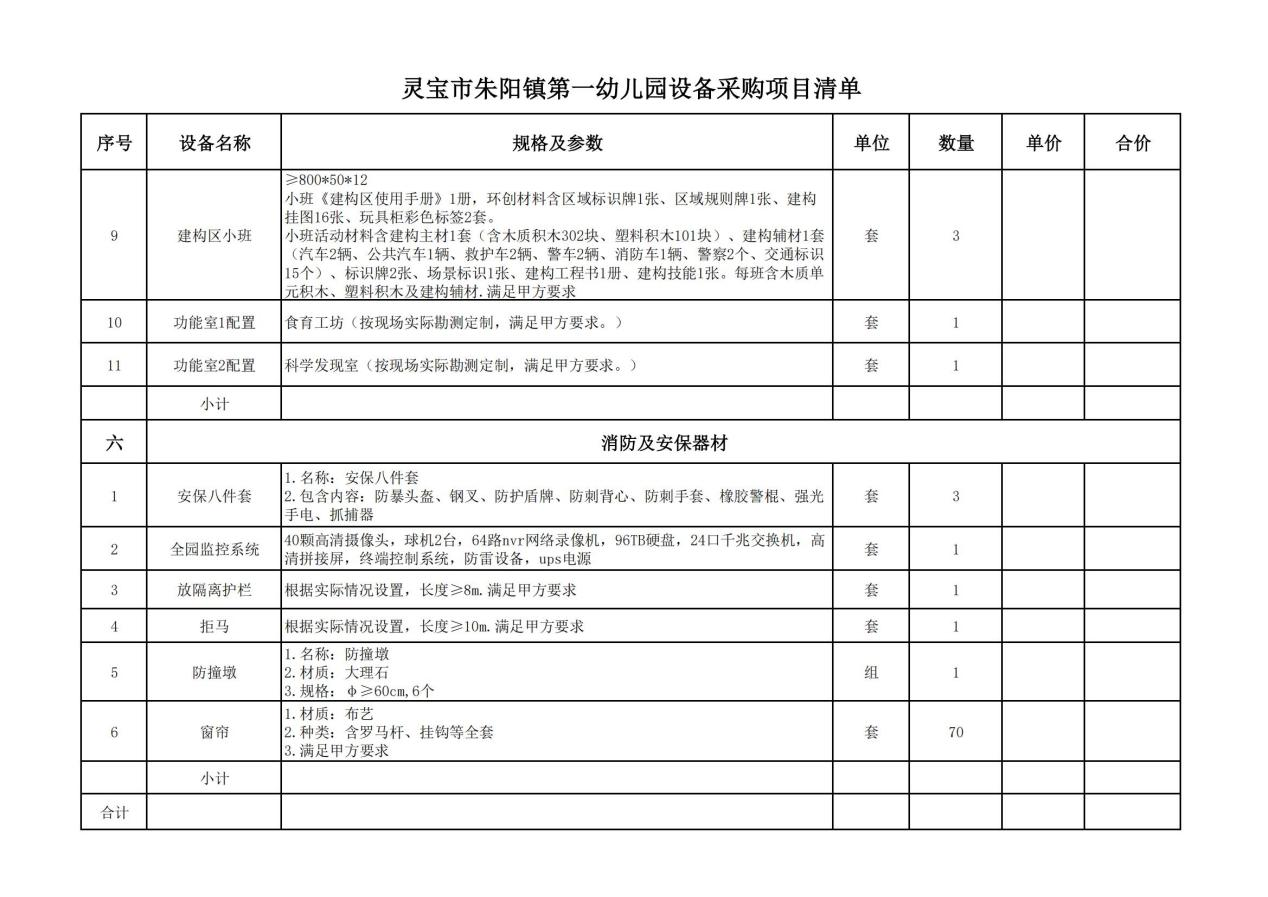 灵宝市朱阳镇第一幼儿园设备采购项目清单
序号 设备名称 规格及参数 单位 数量 单价 合价
≥800*50*12
小班《建构区使用手册》1册，环创材料含区域标识牌1张、区域规则牌1张、建构
挂图16张、玩具柜彩色标签2套。
9 建构区小班 小班活动材料含建构主材1套（含木质积木302块、塑料积木101块）、建构辅材1套 套 3
（汽车2辆、公共汽车1辆、救护车2辆、警车2辆、消防车1辆、警察2个、交通标识
15个）、标识牌2张、场景标识1张、建构工程书1册、建构技能1张。每班含木质单
元积木、塑料积木及建构辅材.满足甲方要求
10 功能室1配置 食育工坊（按现场实际勘测定制，满足甲方要求。） 套 1
11 功能室2配置 科学发现室（按现场实际勘测定制，满足甲方要求。） 套 1
小计
六 消防及安保器材
1.名称：安保八件套
1 安保八件套 2.包含内容：防暴头盔、钢叉、防护盾牌、防刺背心、防刺手套、橡胶警棍、强光 套 3
手电、抓捕器
2 全园监控系统 40颗高清摄像头，球机2台，64路nvr网络录像机，96TB硬盘，24口千兆交换机，高 套 1
清拼接屏，终端控制系统，防雷设备，ups电源
3 放隔离护栏 根据实际情况设置，长度≥8m.满足甲方要求 套 1
4 拒马 根据实际情况设置，长度≥10m.满足甲方要求 套 1
1.名称：防撞墩
5 防撞墩 2.材质：大理石 组 1
3.规格：φ≥60cm,6个
1.材质：布艺
6 窗帘 2.种类：含罗马杆、挂钩等全套 套 70
3.满足甲方要求
小计
合计